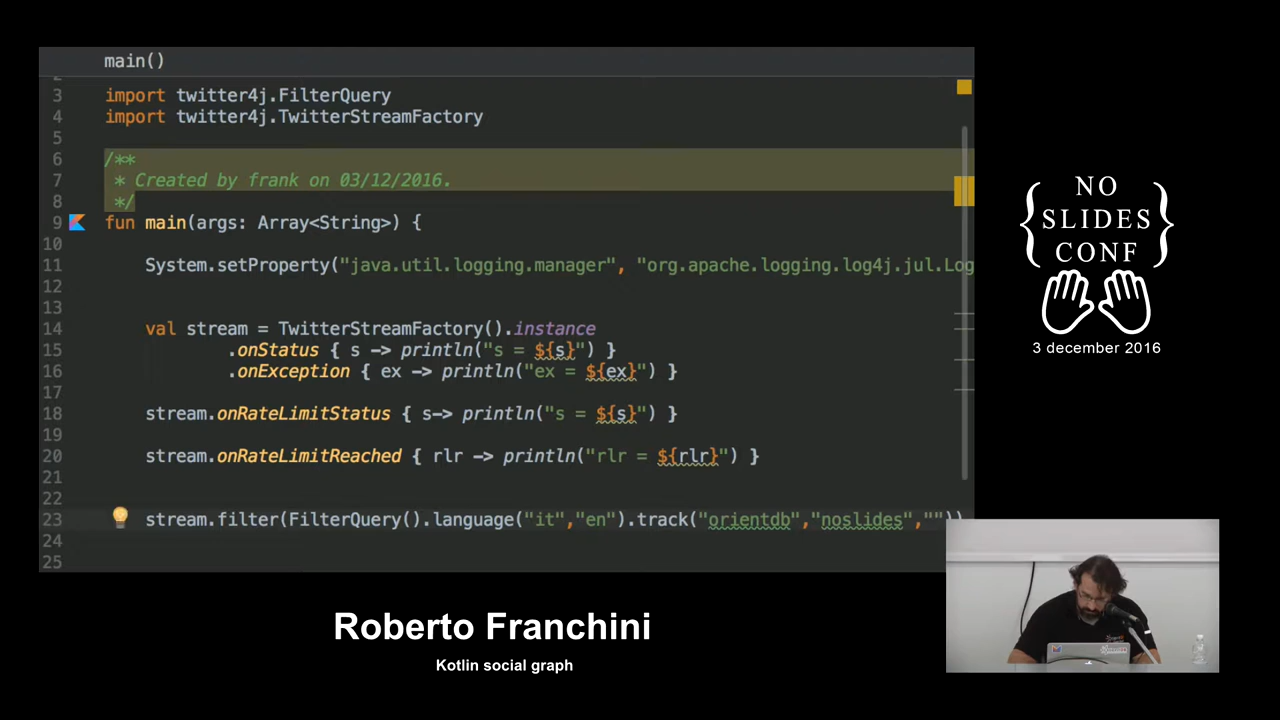 main()
2
3 import twitter4j.FilterQuery
4 import twitter4j.TwitterStreamFactory
5
6 /**
7 * Created by frank on 03/12/2016.
8 */
9 fun main(args: Array<String>) {
10
11 System.setProperty("java.util.logging.manager", "org.apache.logging.log4j.jul.Log
12
13
14 val stream = TwitterStreamFactory().instance
15 .onStatus { s -> println("s = ${s}") }
16 .onException { ex -> println("ex = ${ex}") }
17
18 stream.onRateLimitStatus { s-> println("s = ${s}") }
19
20 stream.onRateLimitReached { rlr -> println("rlr = ${rlr}") }
21
22
23 stream.filter(FilterQuery().language("it","en").track("orientdb","noslides",""))
24
25
{ NO
SLIDES
CONF }
3 december 2016
Roberto Franchini
Kotlin social graph